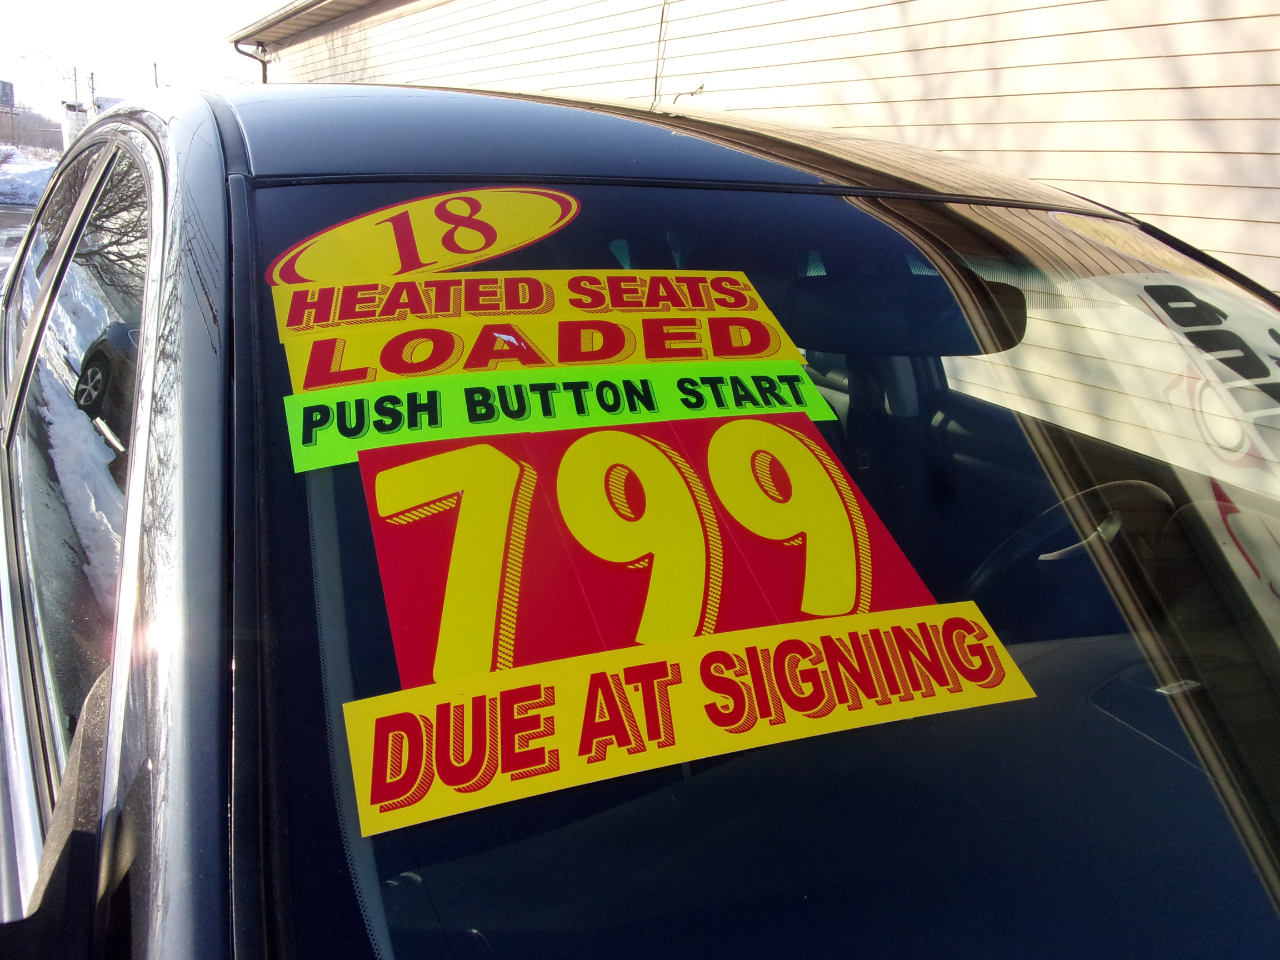 18
HEATED SEATS
LOADED
PUSH BUTTON START
799
DUE AT SIGNING